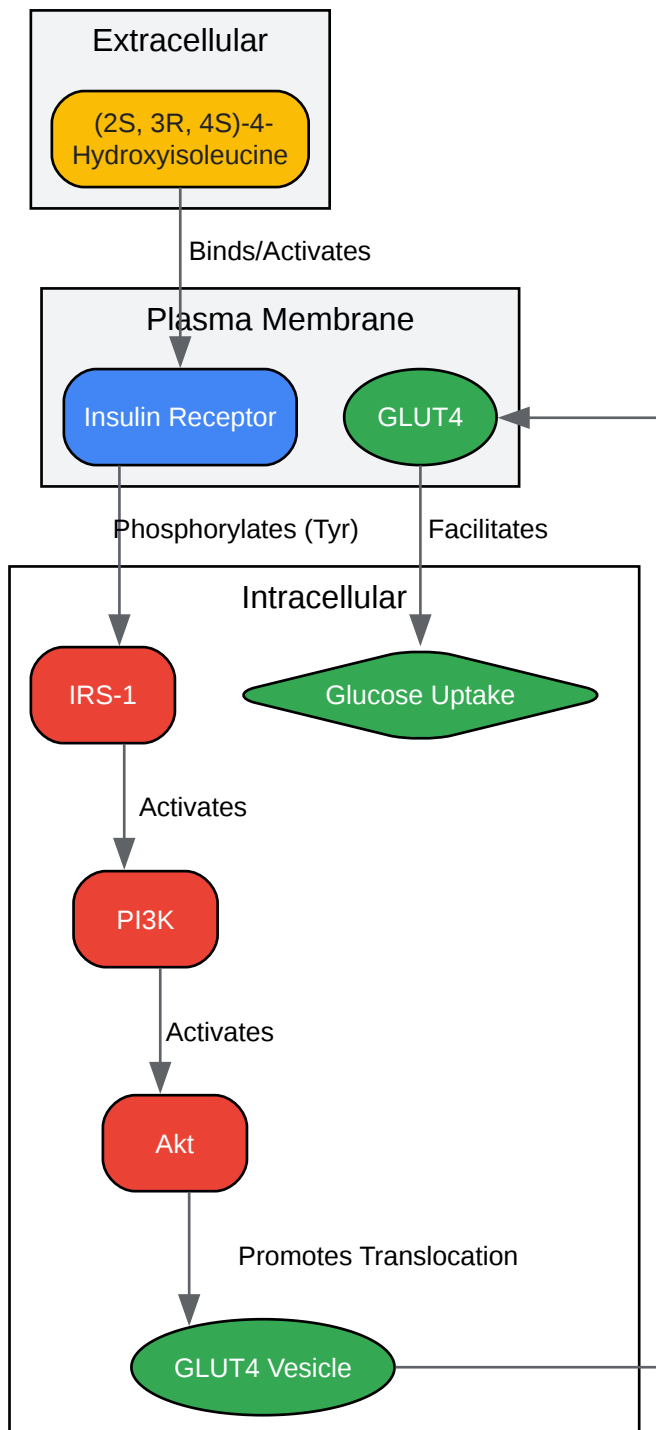 Extracellular
(2S, 3R, 4S)-4-
Hydroxyisoleucine
Binds/Activates
Plasma Membrane
Insulin Receptor
GLUT4
Phosphorylates (Tyr)
Facilitates
Intracellular
IRS-1
Glucose Uptake
Activates
PI3K
Activates
Akt
Promotes Translocation
GLUT4 Vesicle